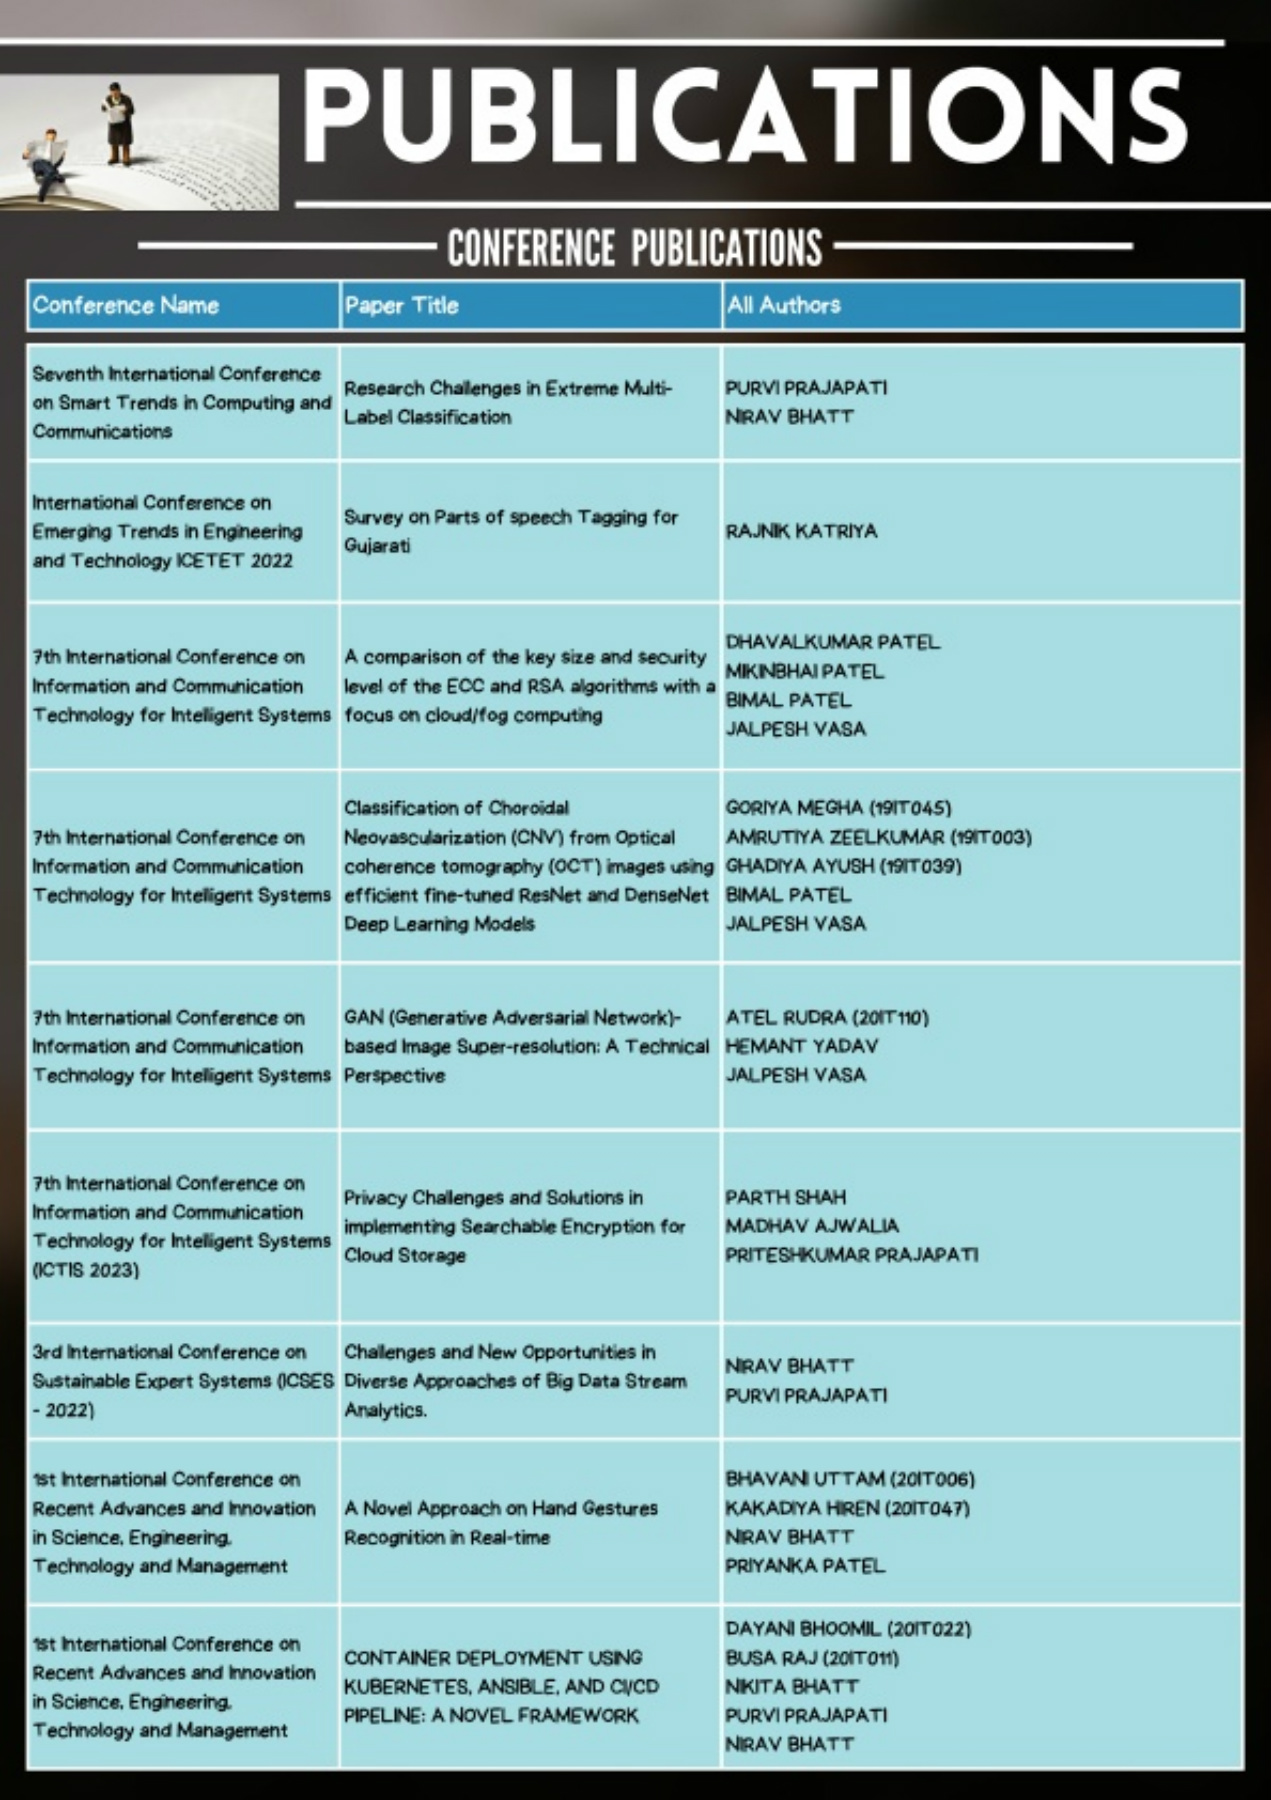 PUBLICATIONS
CONFERENCE PUBLICATIONS
Conference Name
Paper Title
All Authors
Seventh International Conference
on Smart Trends in Computing and
Communications
Research Challenges in Extreme Multi-
Label Classification
PURVI PRAJAPATI
NIRAV BHATT
International Conference on
Emerging Trends in Engineering
and Technology ICETET 2022
Survey on Parts of speech Tagging for
Gujarati
RAJNIK KATRIYA
7th International Conference on
Information and Communication
Technology for Intelligent Systems
A comparison of the key size and security
level of the ECC and RSA algorithms with a
focus on cloud/fog computing
DHAVALKUMAR PATEL
MIKINBHAI PATEL
BIMAL PATEL
JALPESH VASA
7th International Conference on
Information and Communication
Technology for Intelligent Systems
Classification of Choroidal
Neovascularization (CNV) from Optical
coherence tomography (OCT) images using
efficient fine-tuned ResNet and DenseNet
Deep Learning Models
GORIYA MEGHA (19IT045)
AMRUTIYA ZEELKUMAR (19IT003)
GHADIYA AYUSH (19IT039)
BIMAL PATEL
JALPESH VASA
7th International Conference on
Information and Communication
Technology for Intelligent Systems
GAN (Generative Adversarial Network)-
based Image Super-resolution: A Technical
Perspective
ATEL RUDRA (20IT110)
HEMANT YADAV
JALPESH VASA
7th International Conference on
Information and Communication
Technology for Intelligent Systems
(ICTIS 2023)
Privacy Challenges and Solutions in
implementing Searchable Encryption for
Cloud Storage
PARTH SHAH
MADHAV AJWALIA
PRITESHKUMAR PRAJAPATI
3rd International Conference on
Sustainable Expert Systems (ICSES
- 2022)
Challenges and New Opportunities in
Diverse Approaches of Big Data Stream
Analytics.
NIRAV BHATT
PURVI PRAJAPATI
1st International Conference on
Recent Advances and Innovation
in Science, Engineering,
Technology and Management
A Novel Approach on Hand Gestures
Recognition in Real-time
BHAVANI UTTAM (20IT006)
KAKADIYA HIREN (20IT047)
NIRAV BHATT
PRIYANKA PATEL
1st International Conference on
Recent Advances and Innovation
in Science, Engineering,
Technology and Management
CONTAINER DEPLOYMENT USING
KUBERNETES, ANSIBLE, AND CI/CD
PIPELINE: A NOVEL FRAMEWORK
DAYANI BHOOMIL (20IT022)
BUSA RAJ (20IT011)
NIKITA BHATT
PURVI PRAJAPATI
NIRAV BHATT